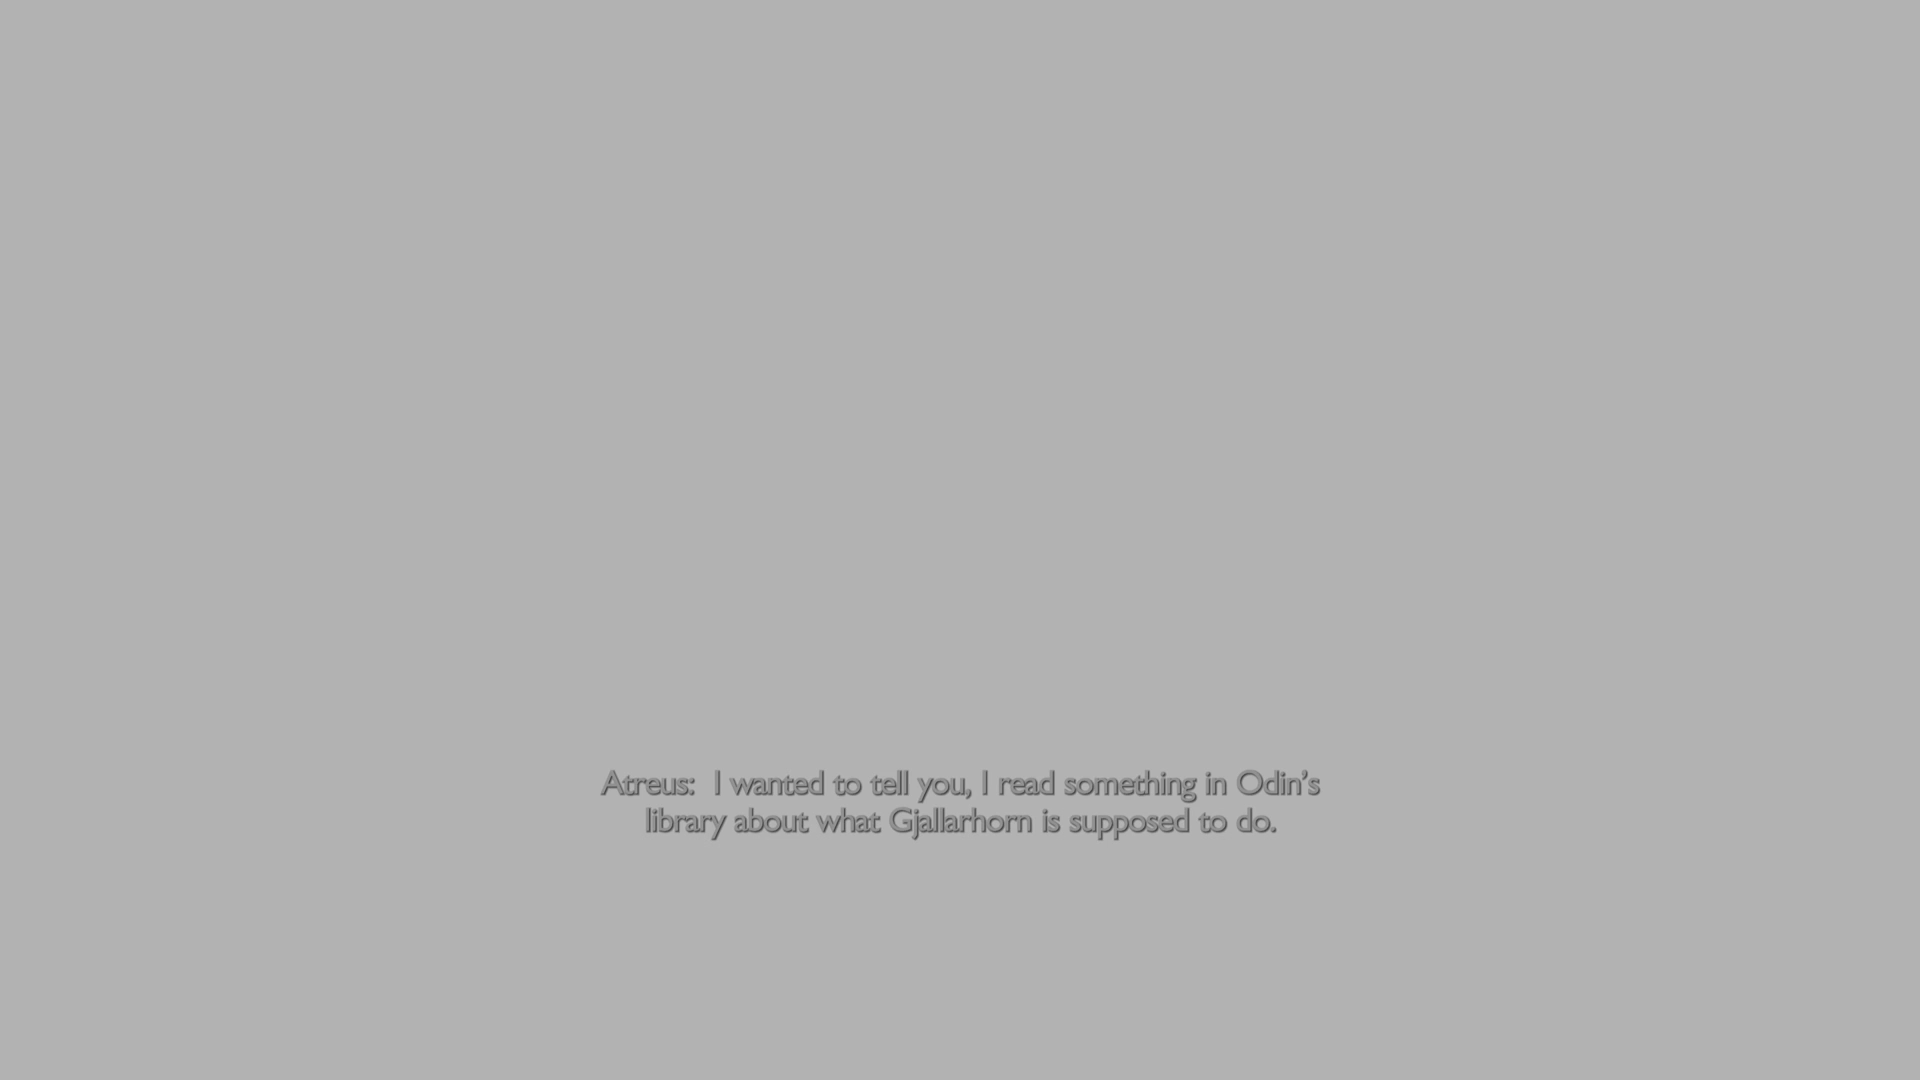 Atreus:  I wanted to tell you, I read something in Odin’s
library about what Gjallarhorn is supposed to do.